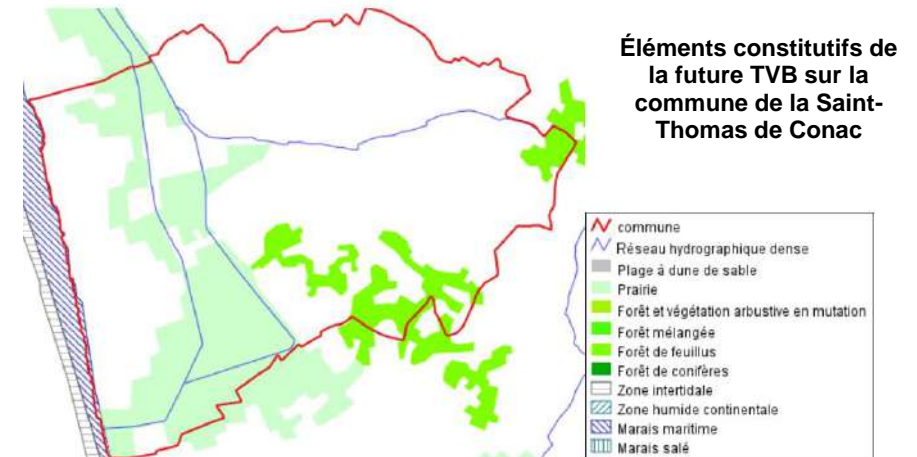 Éléments constitutifs de
la future TVB sur la
commune de la Saint-
Thomas de Conac
commune
Réseau hydrographique dense
Plage à dune de sable
Prairie
Forêt et végétation arbustive en mutation
Forêt mélangée
Forêt de feuillus
Forêt de conifères
Zone intertidale
Zone humide continentale
Marais maritime
Marais salé